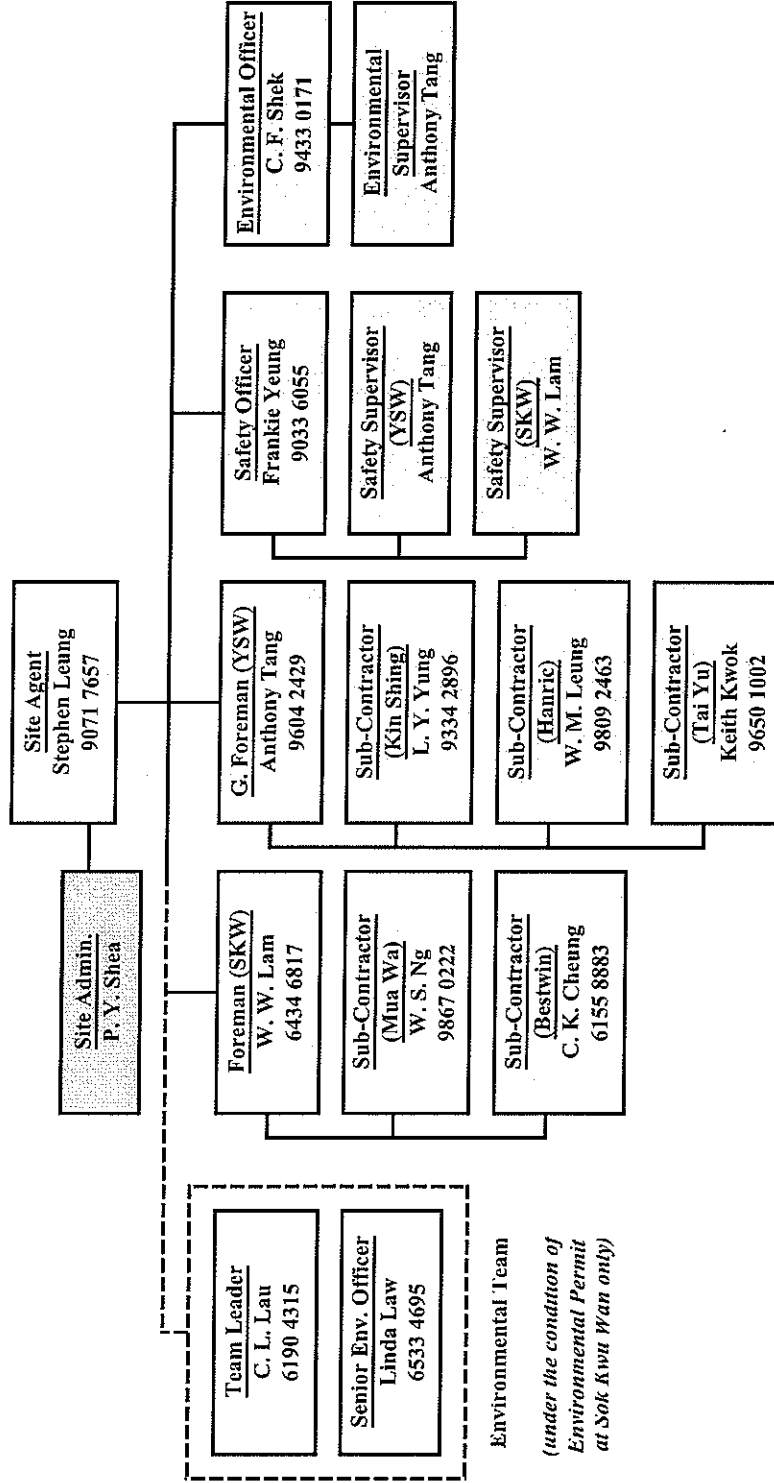 Site Agent
Stephen Leung
9071 7657
Site Admin.
P. Y. Shea
Team Leader
C. L. Lau
6190 4315
Senior Env. Officer
Linda Law
6533 4695
Environmental Team
(under the condition of
Environmental Permit
at Sok Kwu Wan only)
Foreman (SKW)
W. W. Lam
6434 6817
Sub-Contractor
(Mua Wa)
W. S. Ng
9867 0222
Sub-Contractor
(Bestwin)
C. K. Cheung
6155 8883
G. Foreman (YSW)
Anthony Tang
9604 2429
Sub-Contractor
(Kin Shing)
L. Y. Yung
9334 2896
Sub-Contractor
(Hanric)
W. M. Leung
9809 2463
Sub-Contractor
(Tai Yu)
Keith Kwok
9650 1002
Safety Officer
Frankie Yeung
9033 6055
Safety Supervisor
(YSW)
Anthony Tang
Safety Supervisor
(SKW)
W. W. Lam
Environmental Officer
C. F. Shek
9433 0171
Environmental
Supervisor
Anthony Tang